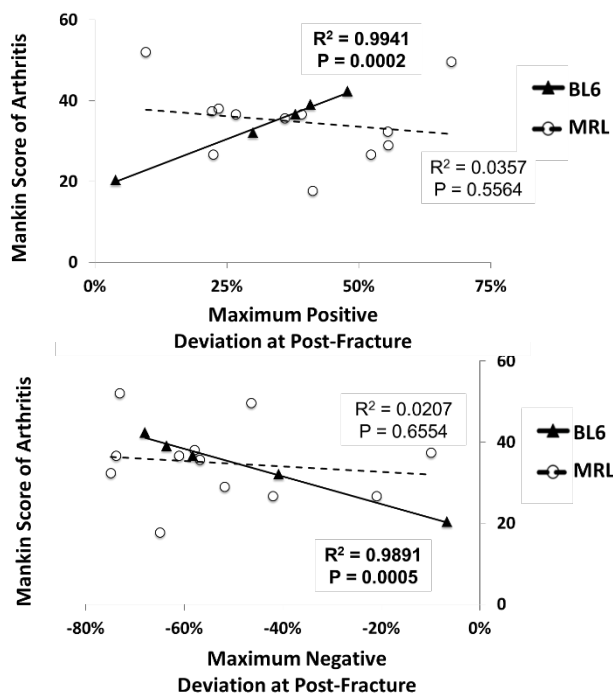 60
R² = 0.9941
P = 0.0002
Mankin Score of Arthritis
40
BL6
MRL
20
R² = 0.0357
P = 0.5564
0
0%
25%
50%
75%
Maximum Positive
Deviation at Post-Fracture
60
Mankin Score of Arthritis
R² = 0.0207
P = 0.6554
40
BL6
MRL
20
R² = 0.9891
P = 0.0005
0
-80%
-60%
-40%
-20%
0%
Maximum Negative
Deviation at Post-Fracture